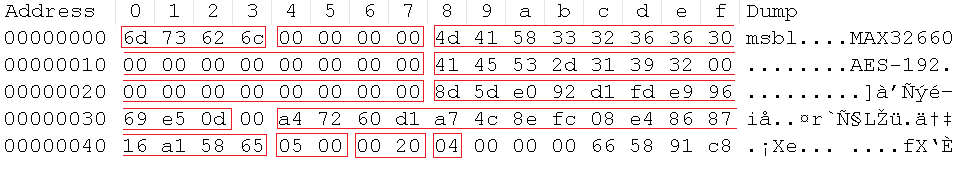 Address 0 1 2 3 4 5 6 7 8 9 a b c d e f Dump
00000000 6d 73 62 6c 00 00 00 00 4d 41 58 33 32 36 36 30 msbl....MAX32660
00000010 00 00 00 00 00 00 00 00 41 45 53 2d 31 39 32 00 ........AES-192.
00000020 00 00 00 00 00 00 00 00 8d 5d e0 92 d1 fd e9 96 .........]à’Ñýé–
00000030 69 e5 0d 00 a4 72 60 d1 a7 4c 8e fc 08 e4 86 87 iå..¤r`Ñ§LŽü.ä†‡
00000040 16 a1 58 65 05 00 00 20 04 00 00 00 66 58 91 c8 .¡Xe... ....fX‘È